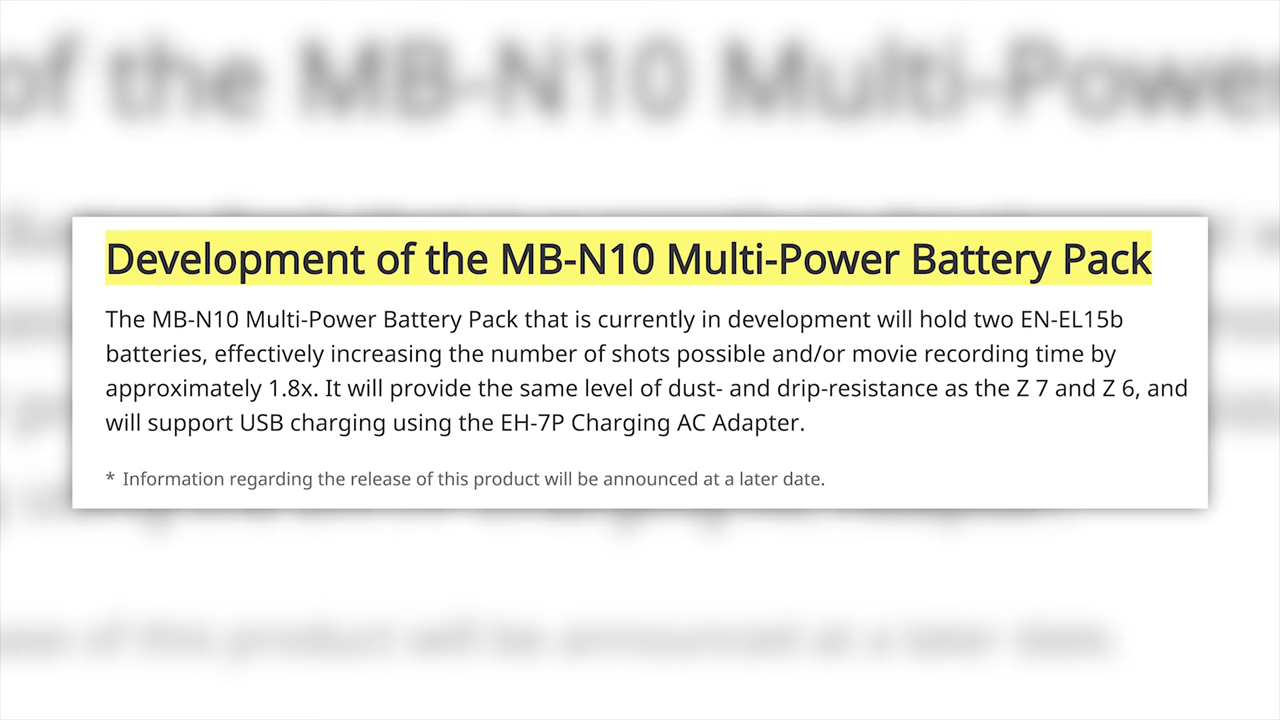 Development of the MB-N10 Multi-Power Battery Pack
The MB-N10 Multi-Power Battery Pack that is currently in development will hold two EN-EL15b
batteries, effectively increasing the number of shots possible and/or movie recording time by
approximately 1.8x. It will provide the same level of dust- and drip-resistance as the Z 7 and Z 6, and
will support USB charging using the EH-7P Charging AC Adapter.
* Information regarding the release of this product will be announced at a later date.